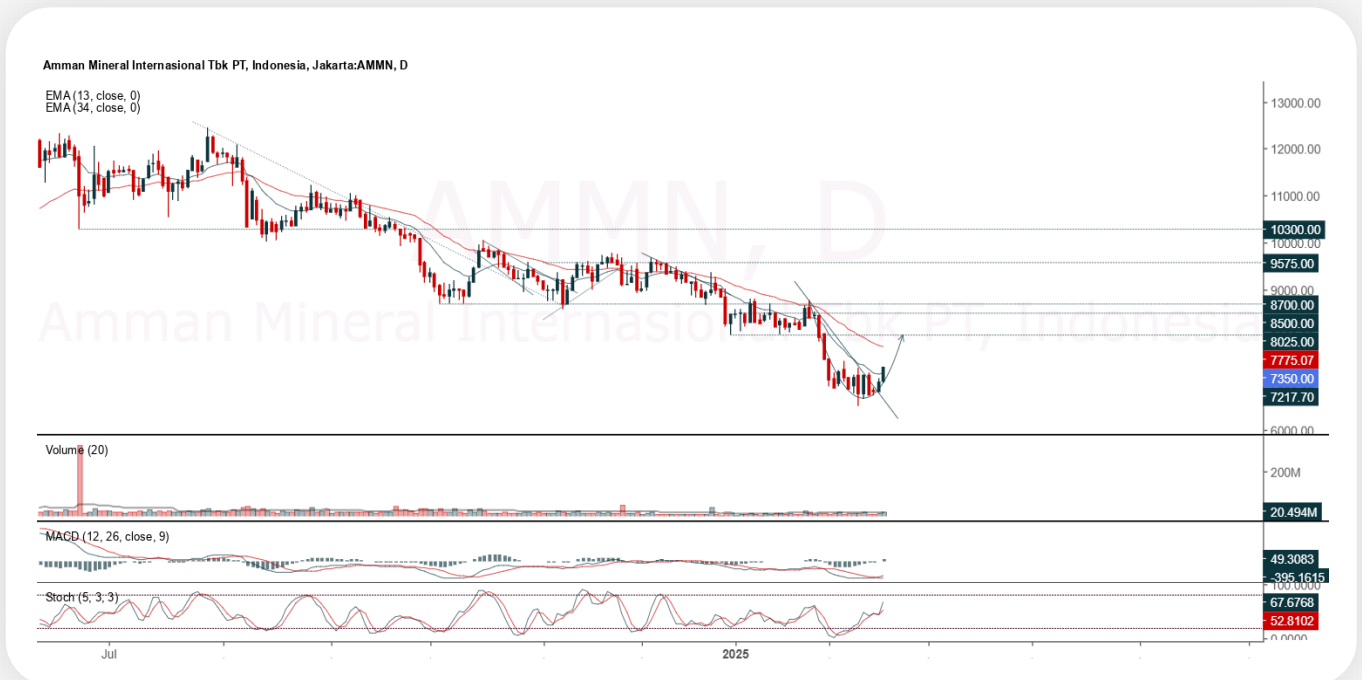 Amman Mineral Internasional Tbk PT, Indonesia, Jakarta:AMMN, D
EMA (13, close, 0)
EMA (34, close, 0)
AMMN, D
Amman Mineral Internasional Tbk PT, Indonesia
13000.00
12000.00
11000.00
10300.00
10000.00
9575.00
9000.00
8700.00
8500.00
8025.00
7775.07
7350.00
7217.70
6000.00
Volume (20)
200M
20.494M
MACD (12, 26, close, 9)
49.3083
-395.1615
Stoch (5, 3, 3)
100.0000
67.6768
52.8102
0.0000
Jul
2025